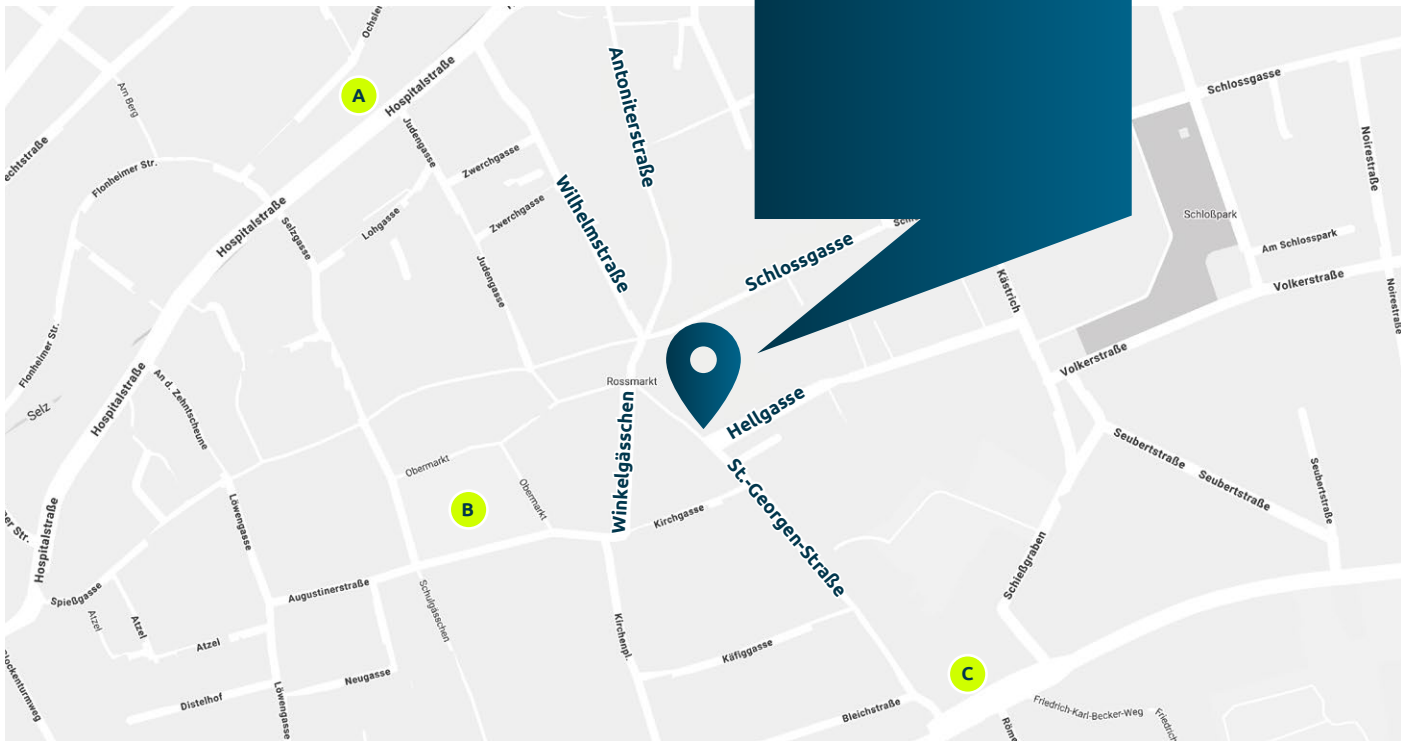 Hospitalstraße
Schlossgasse
Am Berg
A
Antoniterstraße
Judengasse
Zwerchgasse
Noirestraße
Flonheimer Str.
Wilhelmstraße
Zwerchgasse
Hospitalstraße
Selzgasse
Lohgasse
Schloßpark
Am Schlosspark
Schlossgasse
Judengasse
Kästrich
Volkerstraße
Noirestraße
Flonheimer Str.
Volkerstraße
Rossmarkt
Hospitalstraße
An d. Zehntscheune
Selz
Winkelgässchen
Hellgasse
Obermarkt
Obermarkt
Seubertstraße
Seubertstraße
Seubertstraße
B
Löwengasse
Kirchgasse
St.-Georgen-Straße
Hospitalstraße
Schießgraben
Spießgasse
Augustinerstraße
Schulgässchen
Atzel
Atzel
Atzel
Kirchenpl.
Käfiggasse
C
Neugasse
Distelhof
Löwengasse
Bleichstraße
Friedrich-Karl-Becker-Weg